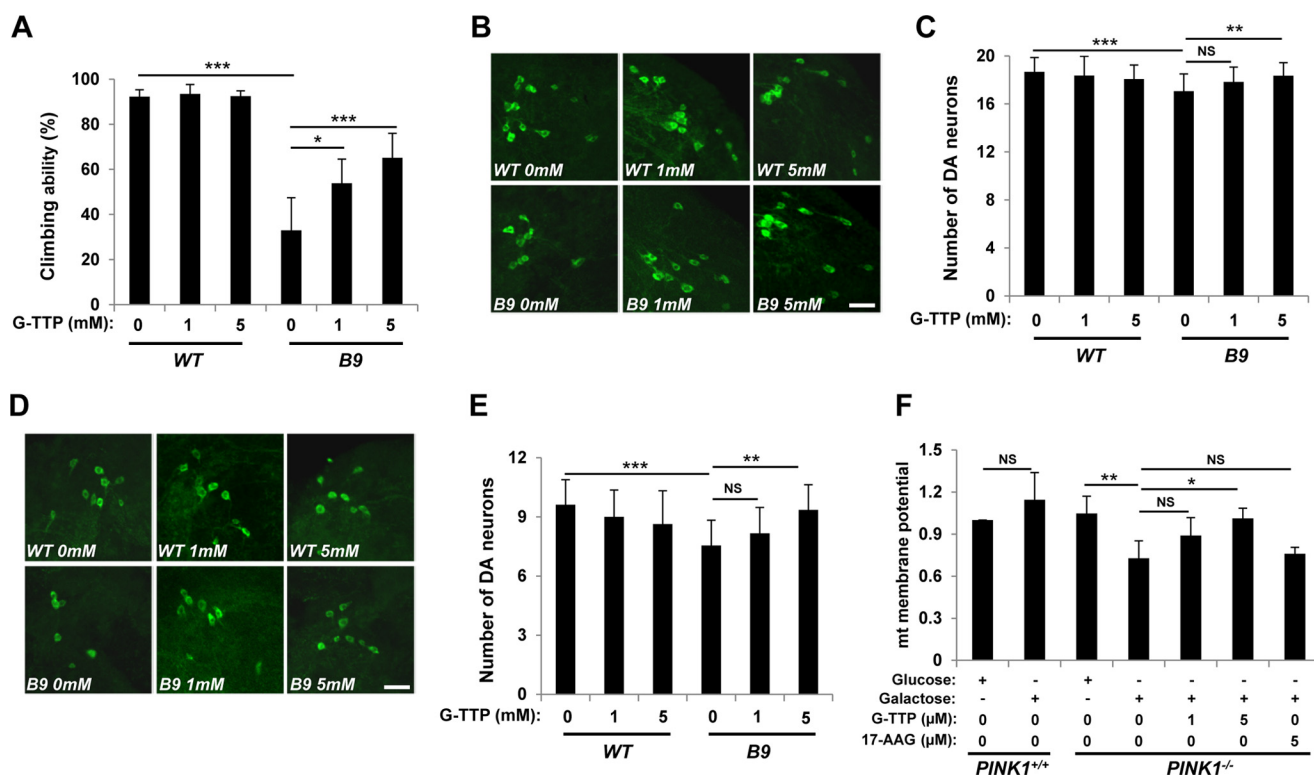 A
Climbing ability (%)
100
80
60
40
20
0
***
***
*
G-TTP (mM): 0 1 5 0 1 5
WT B9
B
WT 0mM WT 1mM WT 5mM
B9 0mM B9 1mM B9 5mM
C
Number of DA neurons
20
16
12
8
4
0
***
**
NS
G-TTP (mM): 0 1 5 0 1 5
WT B9
D
WT 0mM WT 1mM WT 5mM
B9 0mM B9 1mM B9 5mM
E
Number of DA neurons
12
9
6
3
0
***
**
NS
G-TTP (mM): 0 1 5 0 1 5
WT B9
F
mt membrane potential
1.5
1.2
0.9
0.6
0.3
0
NS
NS
**
*
NS
Glucose: + - + - - - -
Galactose: - + - + + + +
G-TTP (µM): 0 0 0 0 1 5 0
17-AAG (µM): 0 0 0 0 0 0 5
PINK1+/+ PINK1-/-